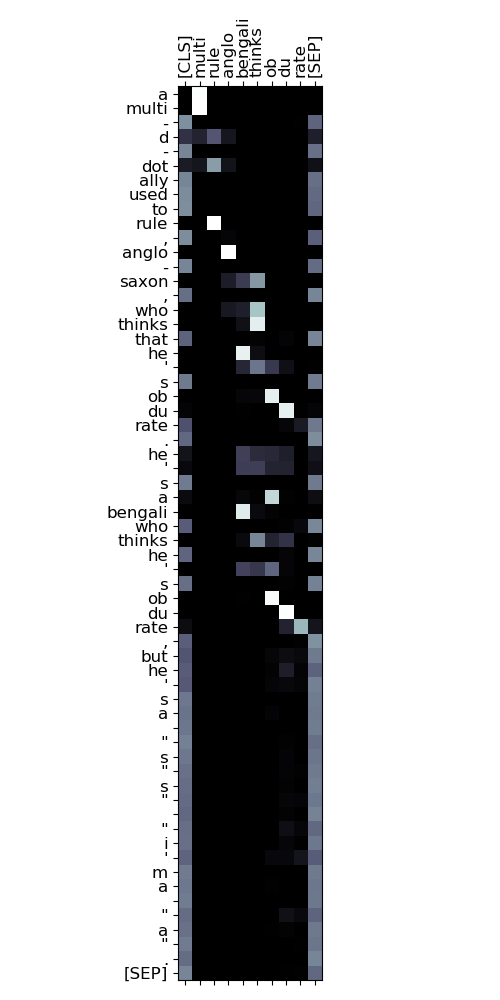 [CLS]
multi
rule
anglo
bengali
thinks
ob
du
rate
[SEP]
a
multi
-
d
-
dot
ally
used
to
rule
,
anglo
-
saxon
,
who
thinks
that
he
'
s
ob
du
rate
.
he
'
s
a
bengali
who
thinks
he
'
s
ob
du
rate
,
but
he
'
s
a
"
s
"
s
"
"
i
'
m
a
"
a
"
.
[SEP]